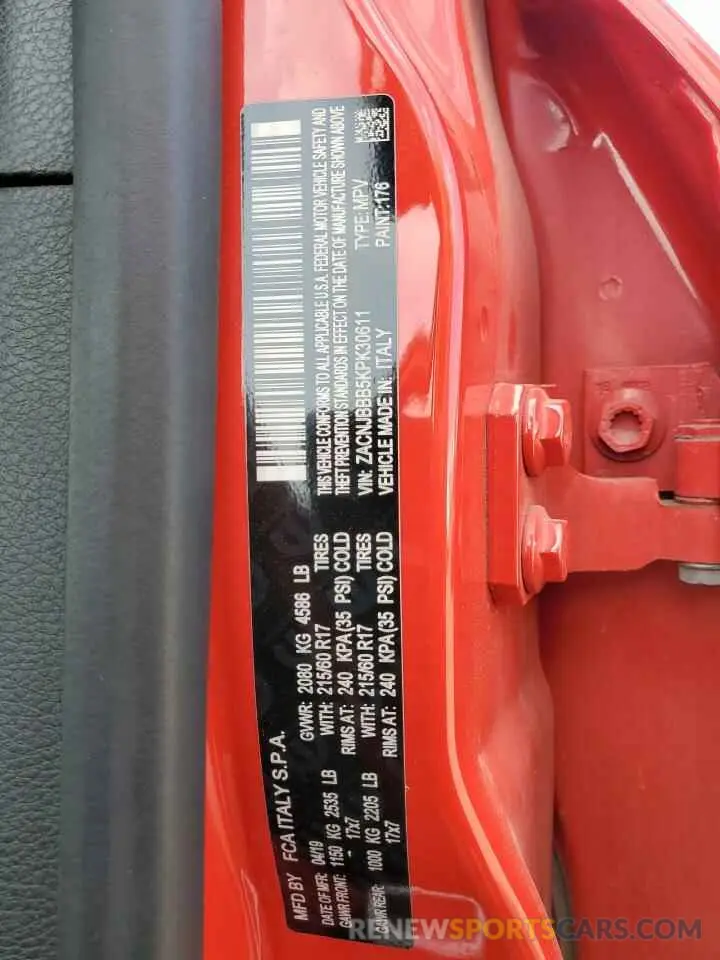 MFD BY FCA ITALY S.P.A.
DATE OF MFR: 04/19 GVWR: 2080 KG 4586 LB
GAWR FRONT: 1150 KG 2535 LB WITH: 215/60 R17 TIRES
17x7 RIMS AT: 240 KPA(35 PSI) COLD
GAWR REAR: 1000 KG 2205 LB WITH: 215/60 R17 TIRES
17x7 RIMS AT: 240 KPA(35 PSI) COLD
THIS VEHICLE CONFORMS TO ALL APPLICABLE U.S.A. FEDERAL MOTOR VEHICLE SAFETY AND
THEFT PREVENTION STANDARDS IN EFFECT ON THE DATE OF MANUFACTURE SHOWN ABOVE
VIN: ZACNJBBB5KPK30611 TYPE: MPV
VEHICLE MADE IN: ITALY PAINT:176
RENEWSPORTSCARS.COM